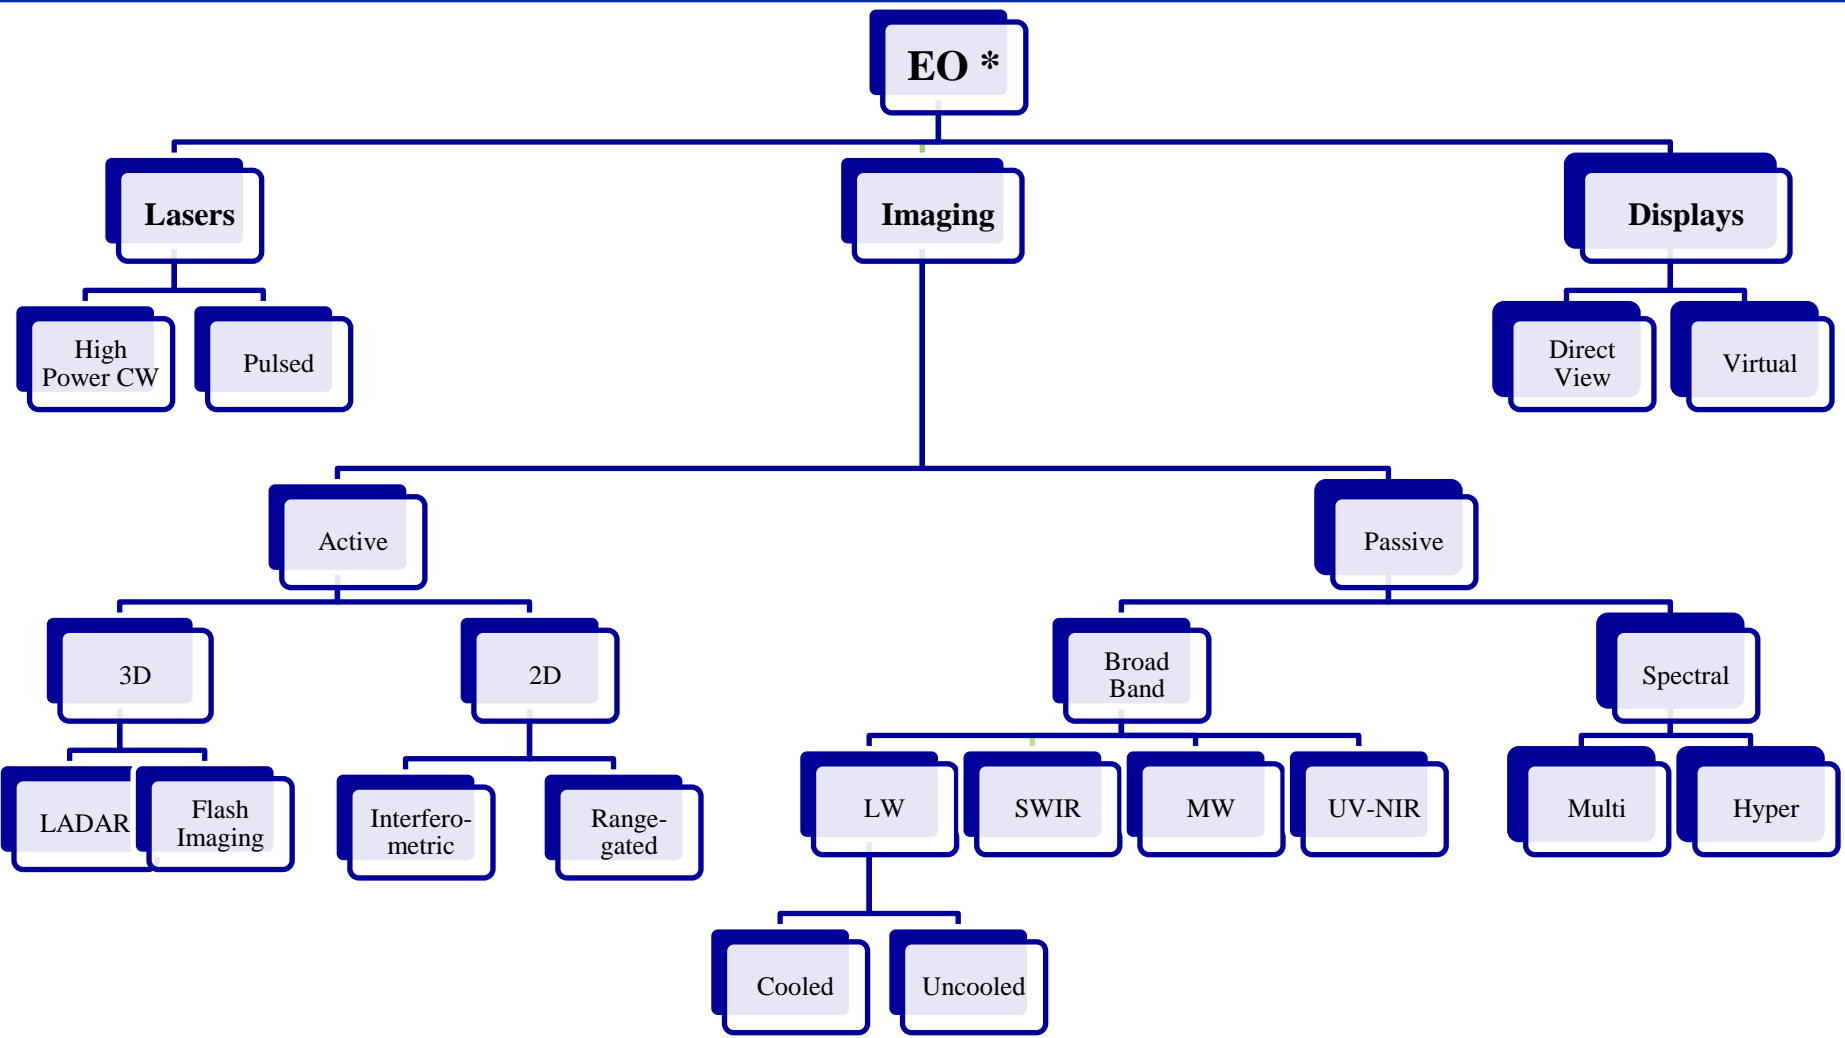 EO *
Lasers
Imaging
Displays
High
Power CW
Pulsed
Direct
View
Virtual
Active
Passive
3D
2D
Broad
Band
Spectral
LADAR
Flash
Imaging
Interfero-
metric
Range-
gated
LW
SWIR
MW
UV-NIR
Multi
Hyper
Cooled
Uncooled